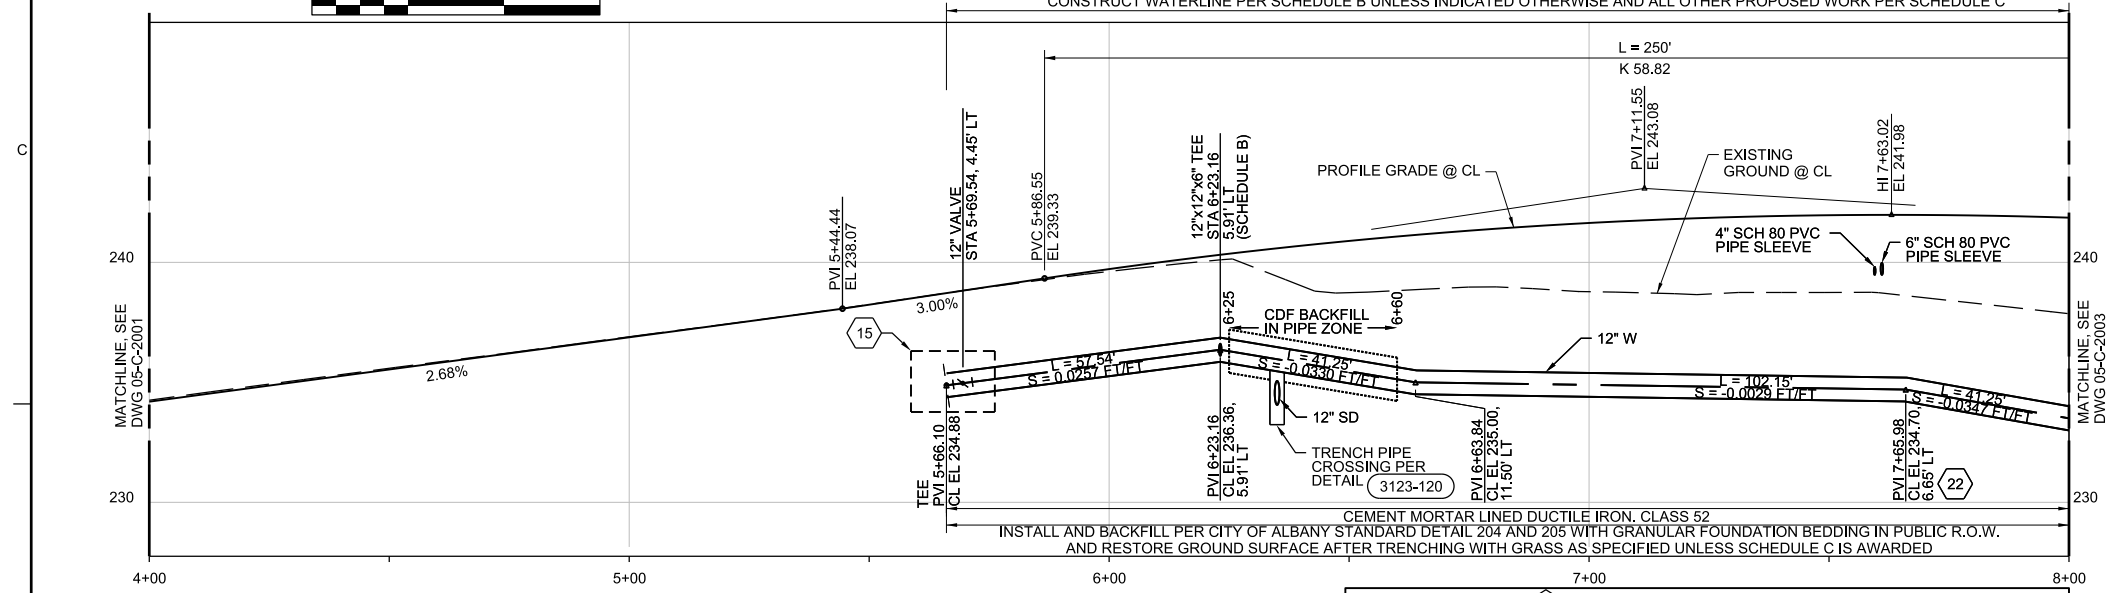 CONSTRUCT WATERLINE PER SCHEDULE B UNLESS INDICATED OTHERWISE AND ALL OTHER PROPOSED WORK PER SCHEDULE C
L = 250'
K 58.82
C
PVI 5+44.44
EL 238.07
12" VALVE
STA 5+69.54, 4.45' LT
PVC 5+86.55
EL 239.33
12"x12"x6" TEE
STA 6+23.16
5.91' LT
(SCHEDULE B)
PROFILE GRADE @ CL
PVI 7+11.55
EL 243.08
EXISTING
GROUND @ CL
HI 7+63.02
EL 241.98
4" SCH 80 PVC
PIPE SLEEVE
6" SCH 80 PVC
PIPE SLEEVE
240
240
MATCHLINE, SEE
DWG 05-C-2001
2.68%
3.00%
15
6+25
CDF BACKFILL
IN PIPE ZONE
6+60
12" W
L = 57.54'
S = 0.0257 FT/FT
L = 41.25'
S = -0.0330 FT/FT
L = 102.15'
S = -0.0029 FT/FT
L = 41.25'
S = -0.0347 FT/FT
MATCHLINE, SEE
DWG 05-C-2003
12" SD
TRENCH PIPE
CROSSING PER
DETAIL
3123-120
TEE
PVI 5+66.10
CL EL 234.88
PVI 6+23.16
CL EL 236.36,
5.91' LT
PVI 6+63.84
CL EL 235.00,
11.50' LT
PVI 7+65.98
CL EL 234.70,
6.65' LT
22
230
230
CEMENT MORTAR LINED DUCTILE IRON. CLASS 52
INSTALL AND BACKFILL PER CITY OF ALBANY STANDARD DETAIL 204 AND 205 WITH GRANULAR FOUNDATION BEDDING IN PUBLIC R.O.W.
AND RESTORE GROUND SURFACE AFTER TRENCHING WITH GRASS AS SPECIFIED UNLESS SCHEDULE C IS AWARDED
4+00
5+00
6+00
7+00
8+00